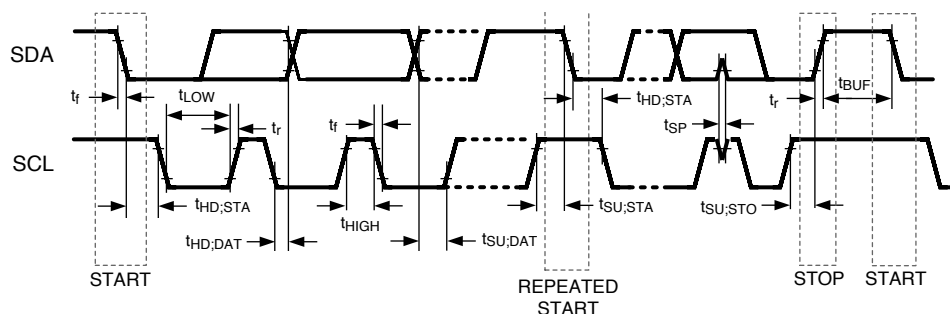 SDA
t_f
t_LOW
t_r
t_f
t_HD;STA
t_SP
t_r
t_BUF
SCL
t_HD;STA
t_HD;DAT
t_HIGH
t_SU;DAT
t_SU;STA
t_SU;STO
START
REPEATED
START
STOP
START